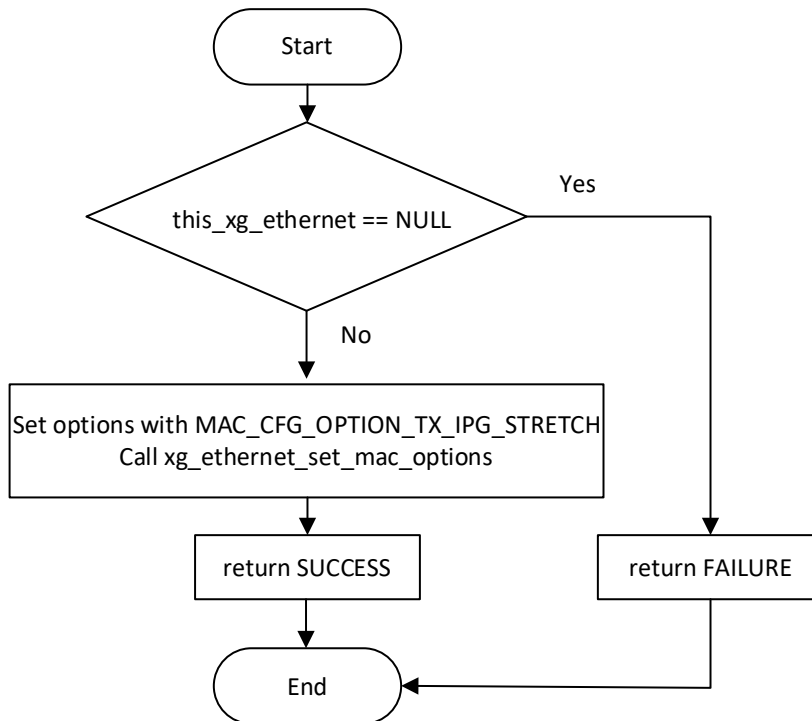 Start
this_xg_ethernet == NULL
Yes
No
Set options with MAC_CFG_OPTION_TX_IPG_STRETCH
Call xg_ethernet_set_mac_options
return SUCCESS
return FAILURE
End